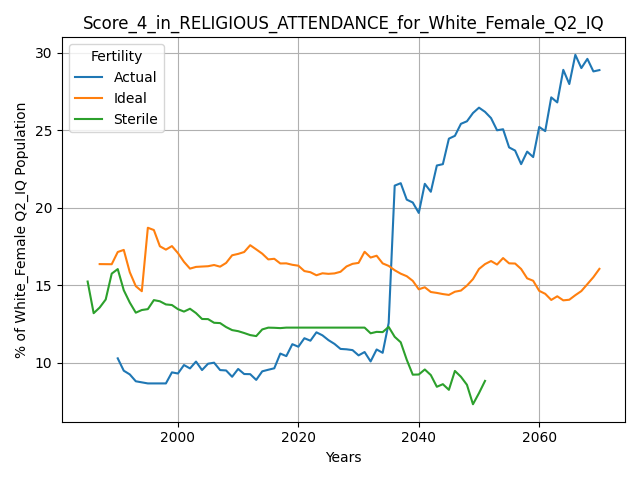 Score_4_in_RELIGIOUS_ATTENDANCE_for_White_Female_Q2_IQ
Fertility
Actual
Ideal
Sterile
% of White_Female Q2_IQ Population
30
25
20
15
10
2000
2020
2040
2060
Years